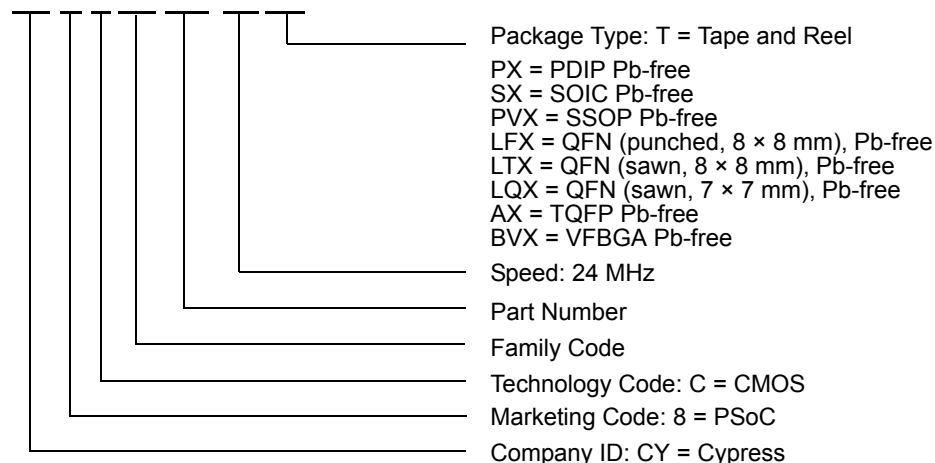 Package Type: T = Tape and Reel
PX = PDIP Pb-free
SX = SOIC Pb-free
PVX = SSOP Pb-free
LFX = QFN (punched, 8 × 8 mm), Pb-free
LTX = QFN (sawn, 8 × 8 mm), Pb-free
LQX = QFN (sawn, 7 × 7 mm), Pb-free
AX = TQFP Pb-free
BVX = VFBGA Pb-free
Speed: 24 MHz
Part Number
Family Code
Technology Code: C = CMOS
Marketing Code: 8 = PSoC
Company ID: CY = Cypress